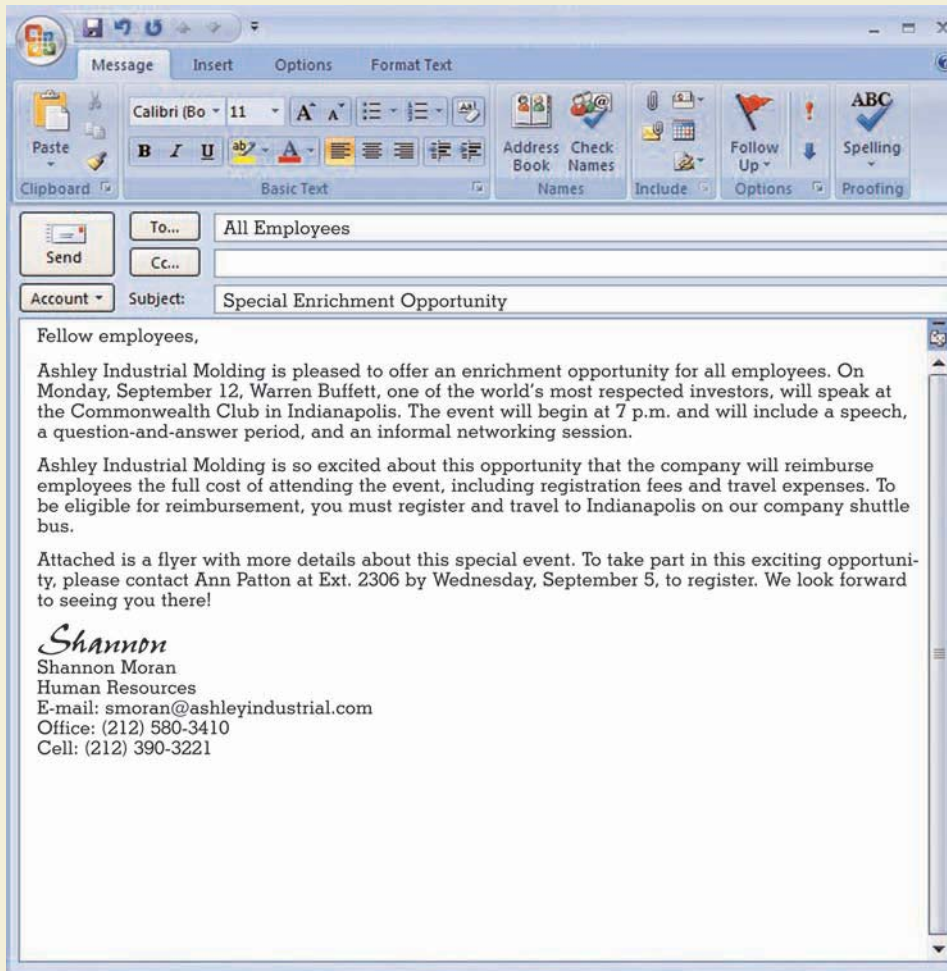 Message Insert Options Format Text
Calibri (Bo 11 A A Aa
Paste B I U ab A Address Check Follow ABC Spelling
Book Names Up
Clipboard Basic Text Names Include Options Proofing
Send To... All Employees
Cc...
Account Subject: Special Enrichment Opportunity
Fellow employees,
Ashley Industrial Molding is pleased to offer an enrichment opportunity for all employees. On
Monday, September 12, Warren Buffett, one of the world's most respected investors, will speak at
the Commonwealth Club in Indianapolis. The event will begin at 7 p.m. and will include a speech,
a question-and-answer period, and an informal networking session.
Ashley Industrial Molding is so excited about this opportunity that the company will reimburse
employees the full cost of attending the event, including registration fees and travel expenses. To
be eligible for reimbursement, you must register and travel to Indianapolis on our company shuttle
bus.
Attached is a flyer with more details about this special event. To take part in this exciting opportuni-
ty, please contact Ann Patton at Ext. 2306 by Wednesday, September 5, to register. We look forward
to seeing you there!
Shannon
Shannon Moran
Human Resources
E-mail: smoran@ashleyindustrial.com
Office: (212) 580-3410
Cell: (212) 390-3221